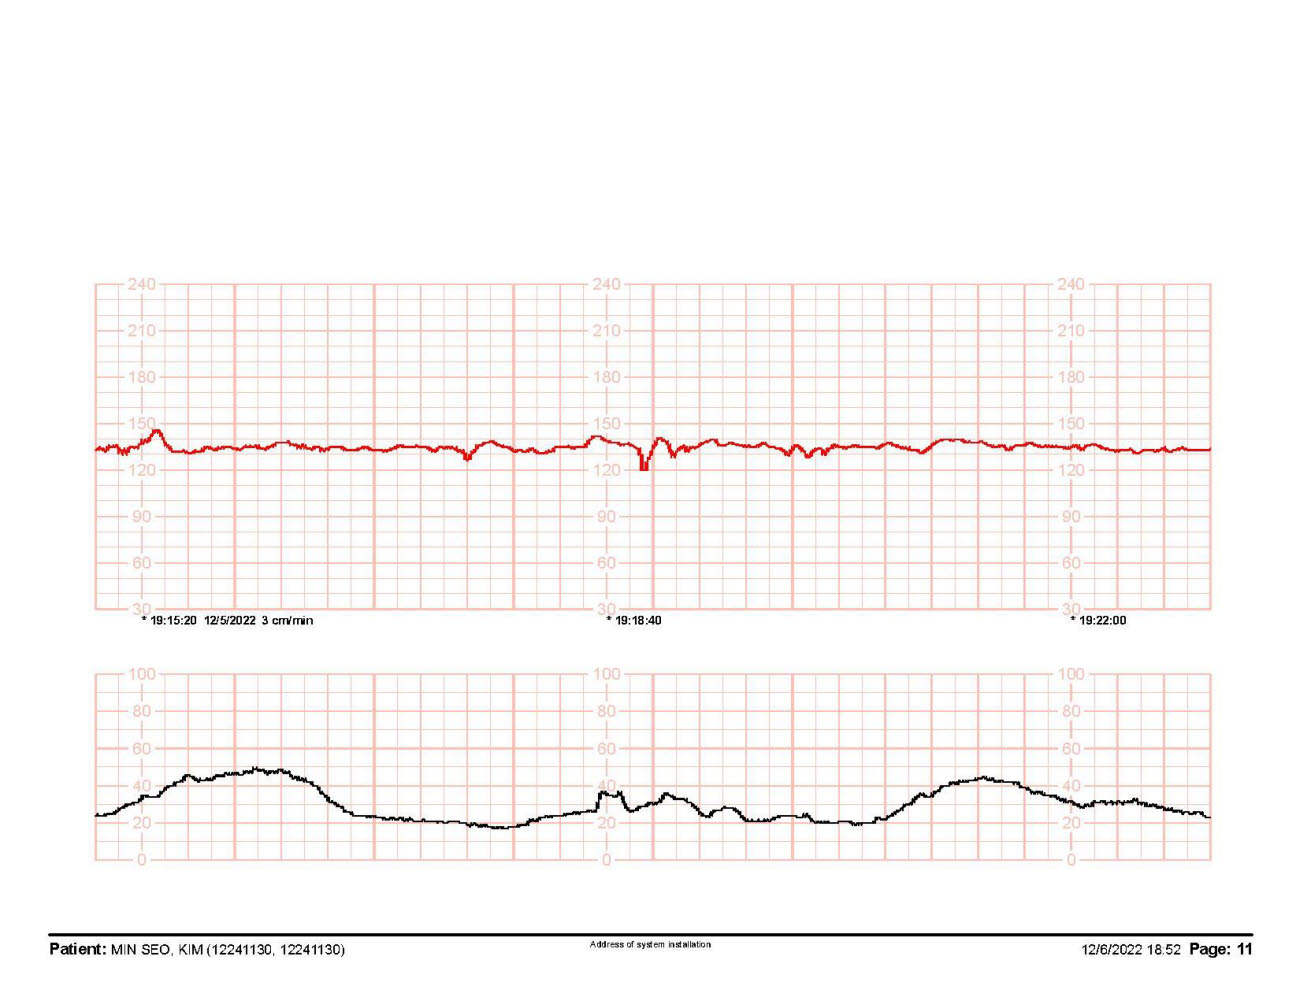 240 240 240
210 210 210
180 180 180
150 150 150
120 120 120
90 90 90
60 60 60
30 30 30
* 19:15:20 12/5/2022 3 cm/min * 19:18:40 * 19:22:00
100 100 100
80 80 80
60 60 60
40 40 40
20 20 20
0 0 0
Patient: MIN SEO, KIM (12241130, 12241130) Address of system installation 12/6/2022 18:52 Page: 11